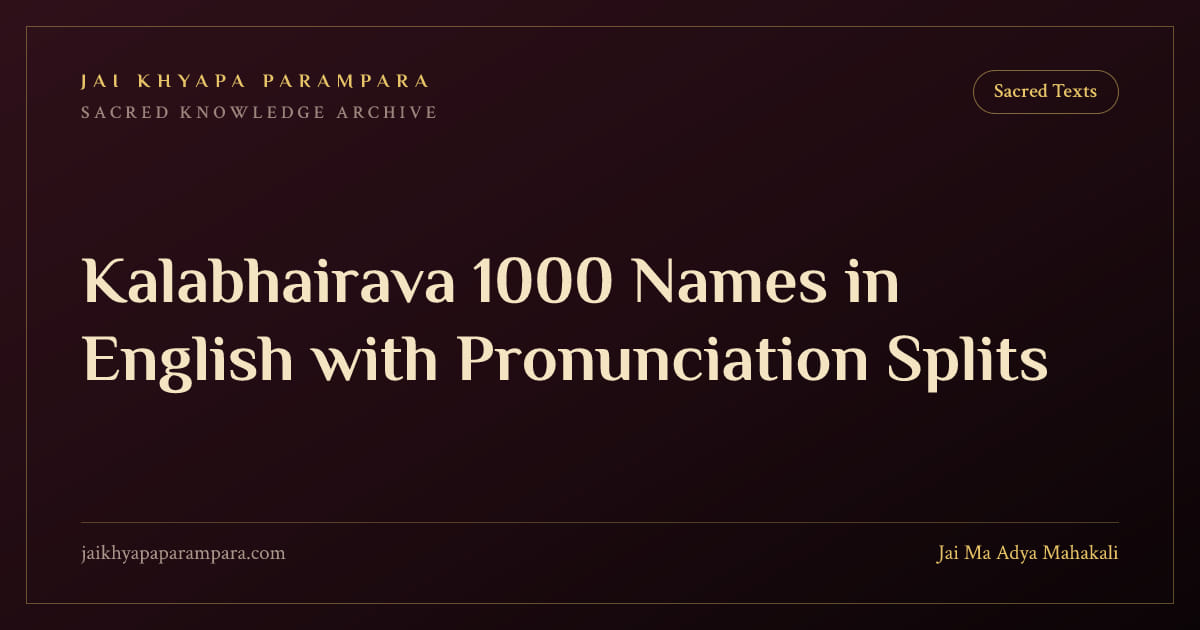 JAI KHYAPA PARAMPARA
SACRED KNOWLEDGE ARCHIVE
Sacred Texts
Kalabhairava 1000 Names in
English with Pronunciation Splits
jaikhyapaparampara.com
Jai Ma Adya Mahakali